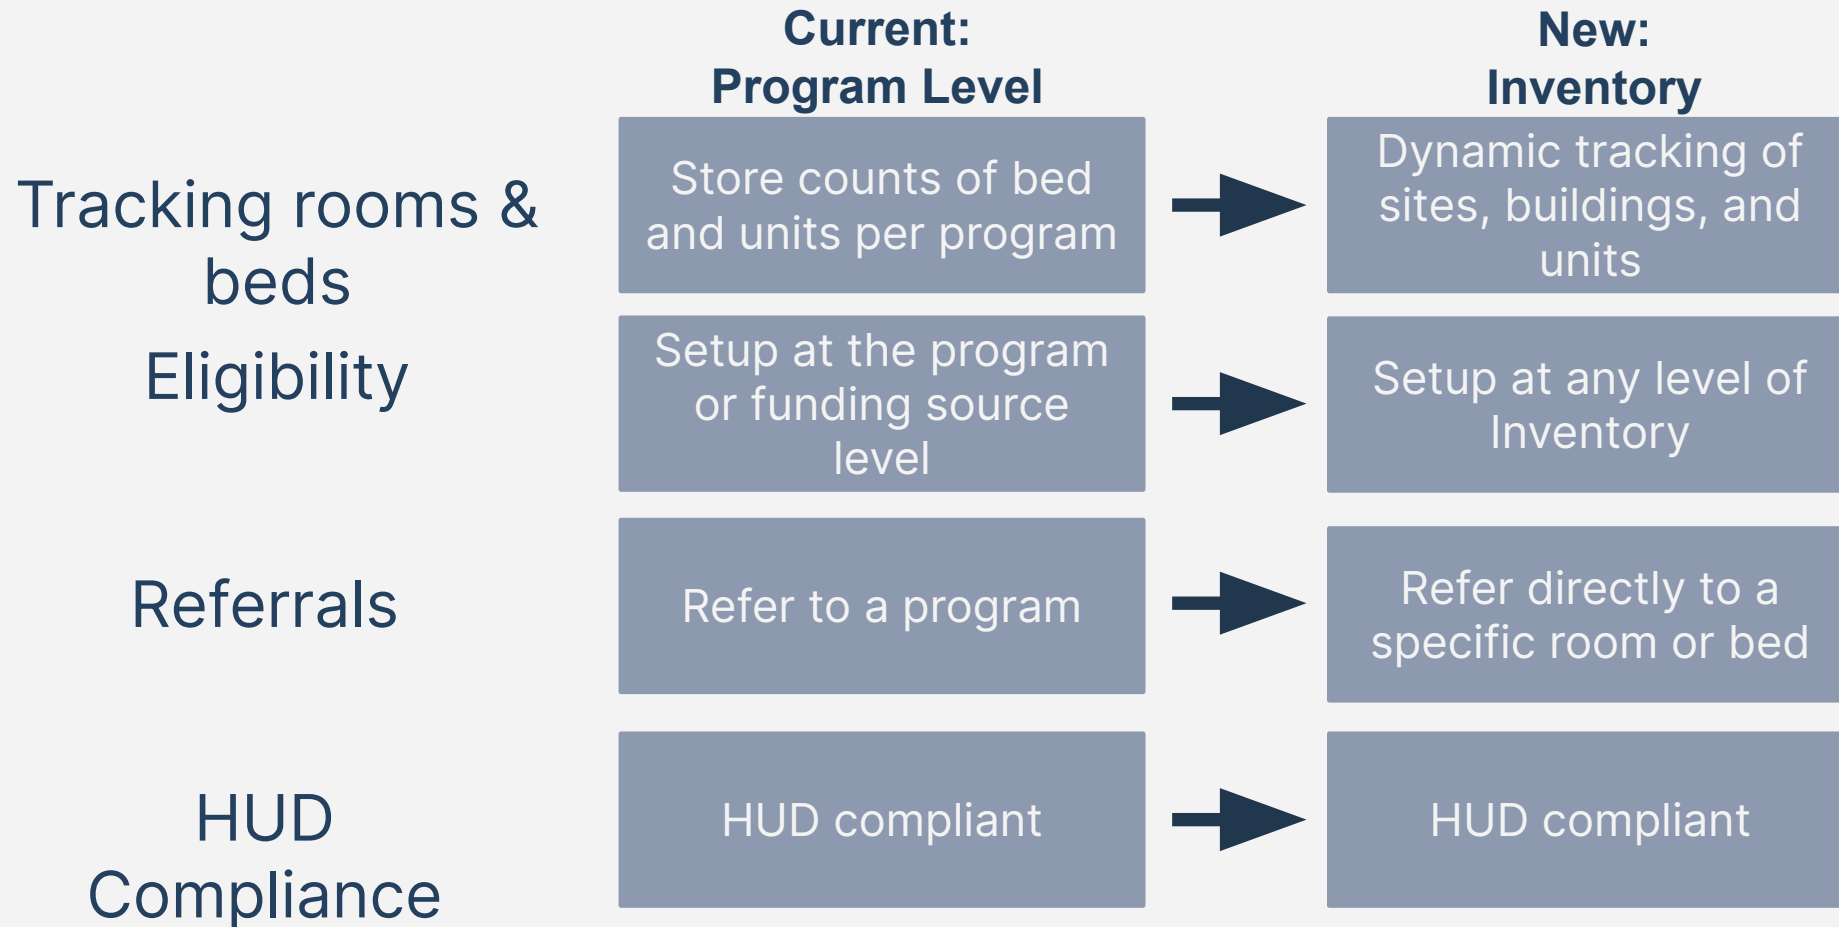 Current:
Program Level
New:
Inventory
Tracking rooms &
beds
Store counts of bed
and units per program
Dynamic tracking of
sites, buildings, and
units
Eligibility
Setup at the program
or funding source
level
Setup at any level of
Inventory
Referrals
Refer to a program
Refer directly to a
specific room or bed
HUD
Compliance
HUD compliant
HUD compliant